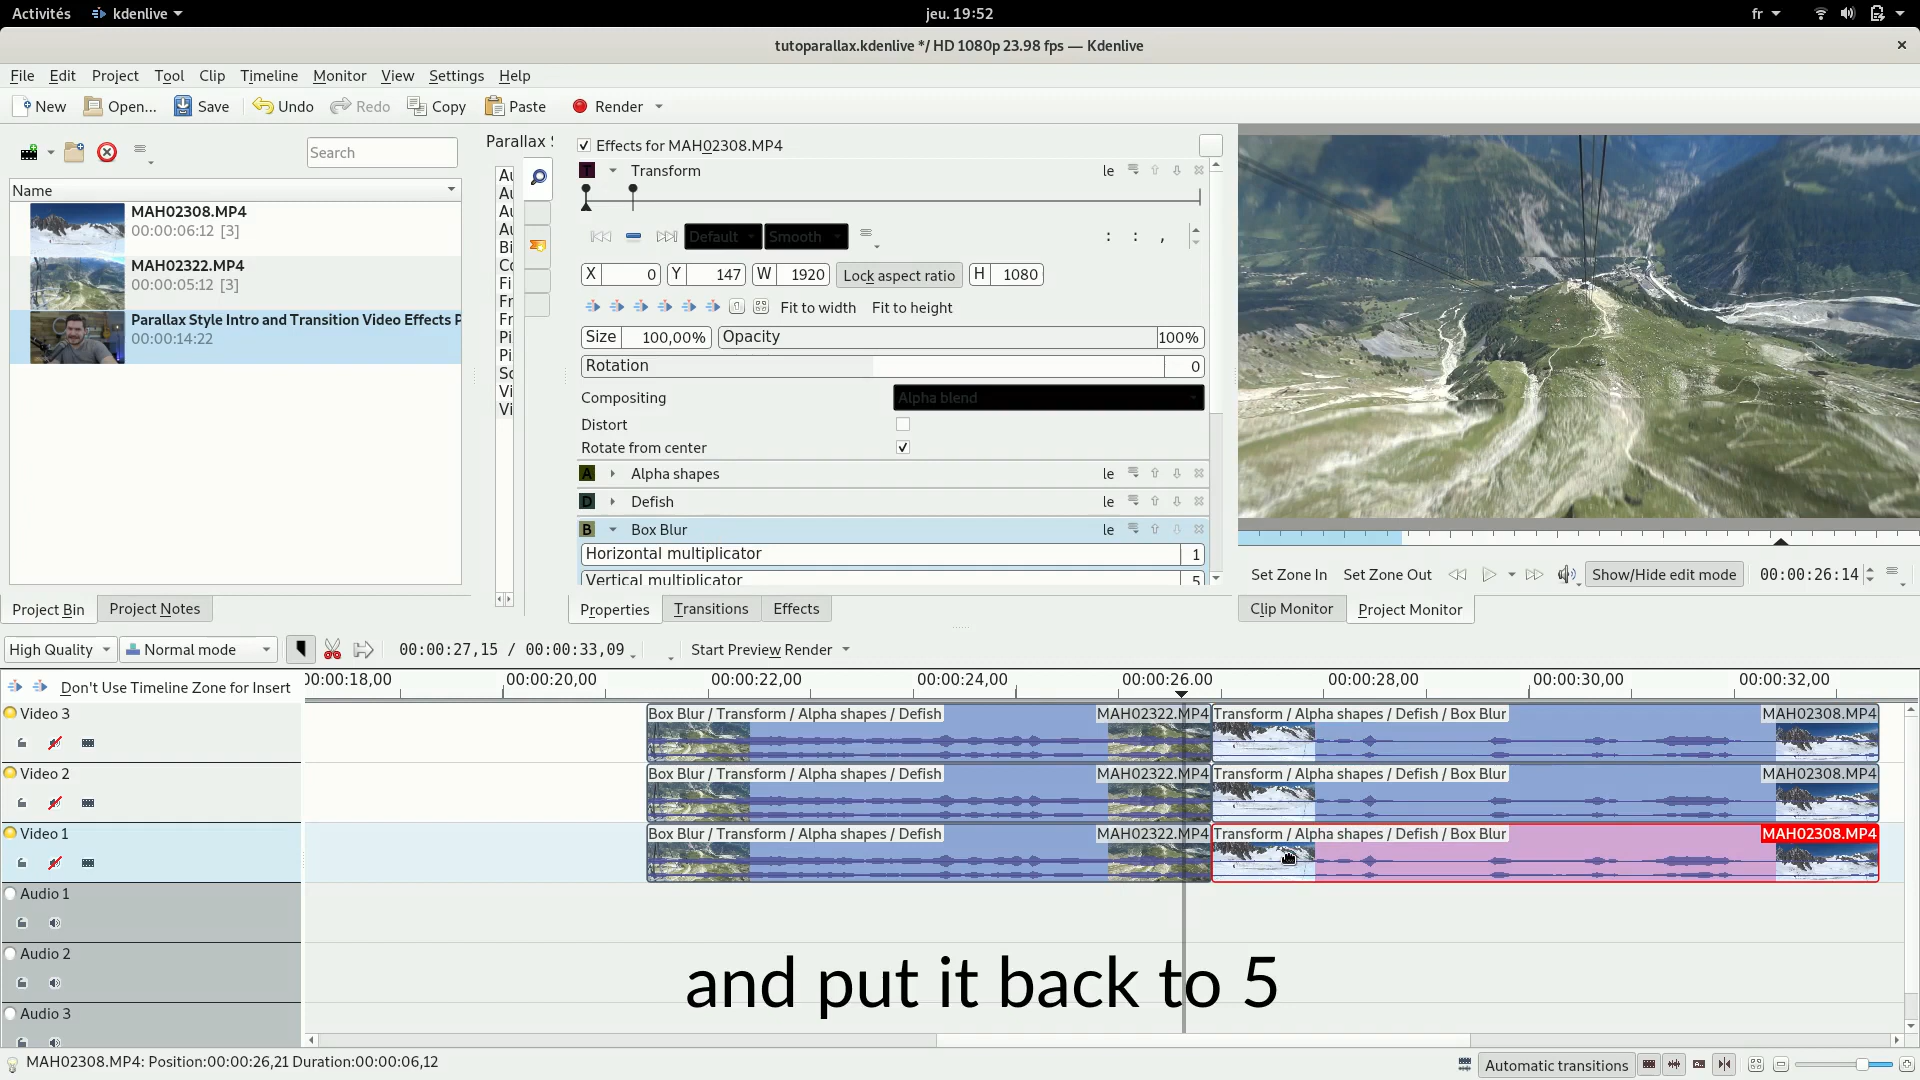 Activités
kdenlive
jeu. 19:52
fr
tutoparallax.kdenlive */ HD 1080p 23.98 fps — Kdenlive
File Edit Project Tool Clip Timeline Monitor View Settings Help
New Open... Save Undo Redo Copy Paste Render
Search
Name
MAH02308.MP4
00:00:06:12 [3]
MAH02322.MP4
00:00:05:12 [3]
Parallax Style Intro and Transition Video Effects
00:00:14:22
Project Bin Project Notes
Parallax
Effects for MAH02308.MP4
Transform
Default Smooth
X 0 Y 147 W 1920 Lock aspect ratio H 1080
Fit to width Fit to height
Size 100,00% Opacity 100%
Rotation 0
Compositing Alpha blend
Distort
Rotate from center
A Alpha shapes
D Defish
B Box Blur
Horizontal multiplicator 1
Vertical multiplicator 5
Properties Transitions Effects
Set Zone In Set Zone Out Show/Hide edit mode 00:00:26:14
Clip Monitor Project Monitor
High Quality Normal mode 00:00:27,15 / 00:00:33,09 Start Preview Render
Don't Use Timeline Zone for Insert
00:00:18,00 00:00:20,00 00:00:22,00 00:00:24,00 00:00:26,00 00:00:28,00 00:00:30,00 00:00:32,00
Video 3
Box Blur / Transform / Alpha shapes / Defish MAH02322.MP4 Transform / Alpha shapes / Defish / Box Blur MAH02308.MP4
Video 2
Box Blur / Transform / Alpha shapes / Defish MAH02322.MP4 Transform / Alpha shapes / Defish / Box Blur MAH02308.MP4
Video 1
Box Blur / Transform / Alpha shapes / Defish MAH02322.MP4 Transform / Alpha shapes / Defish / Box Blur MAH02308.MP4
Audio 1
Audio 2
Audio 3
and put it back to 5
MAH02308.MP4: Position:00:00:26,21 Duration:00:00:06,12
Automatic transitions